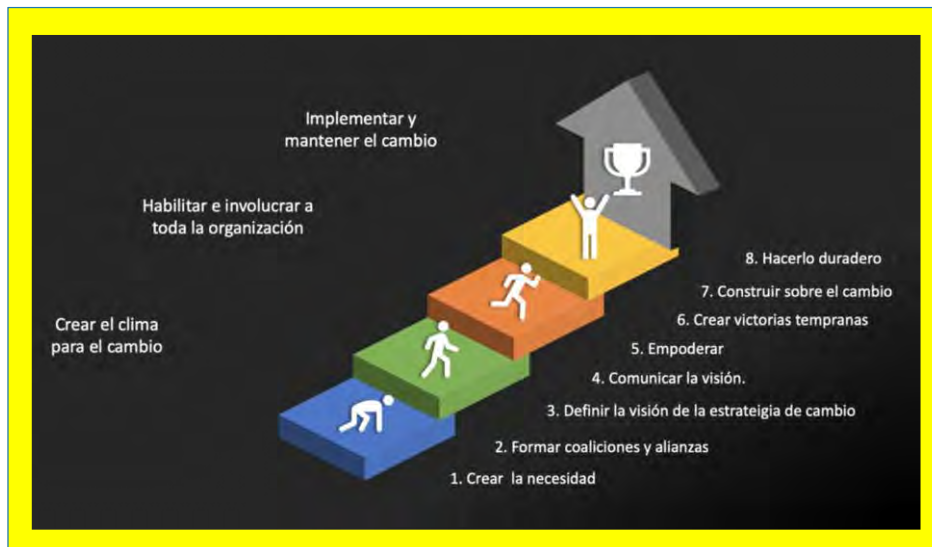 Implementar y
mantener el cambio
Habilitar e involucrar a
toda la organización
Crear el clima
para el cambio
8. Hacerlo duradero
7. Construir sobre el cambio
6. Crear victorias tempranas
5. Empoderar
4. Comunicar la visión.
3. Definir la visión de la estrateigia de cambio
2. Formar coaliciones y alianzas
1. Crear  la necesidad